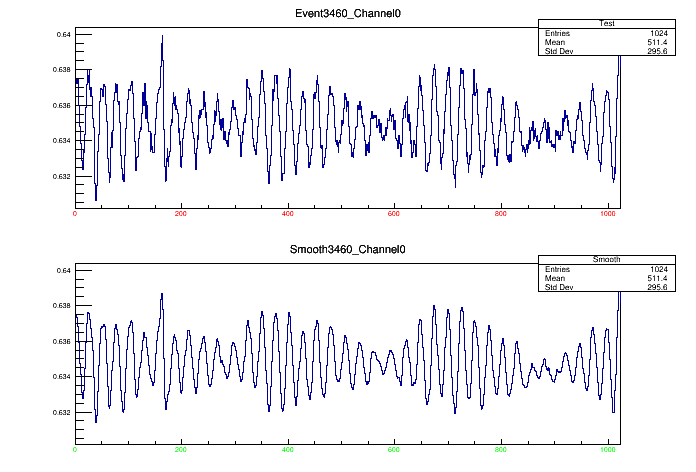 Event3460_Channel0
Test
Entries 1024
Mean 511.4
Std Dev 295.6
0.64
0.638
0.636
0.634
0.632
0 200 400 600 800 1000
Smooth3460_Channel0
Smooth
Entries 1024
Mean 511.4
Std Dev 295.6
0.64
0.638
0.636
0.634
0.632
0 200 400 600 800 1000